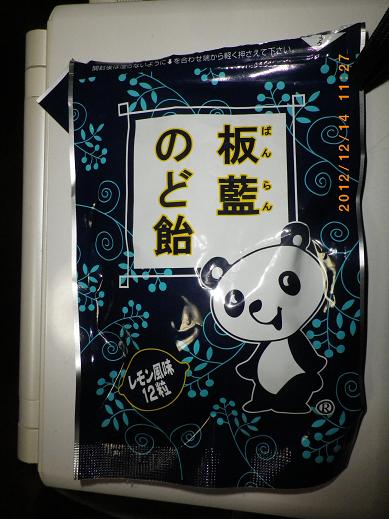 開封後は湿らないように⬇を合わせ端から軽く押さえて下さい。
板藍
ばんらん
のど飴
レモン風味
12粒
®
2012/12/14 11:27